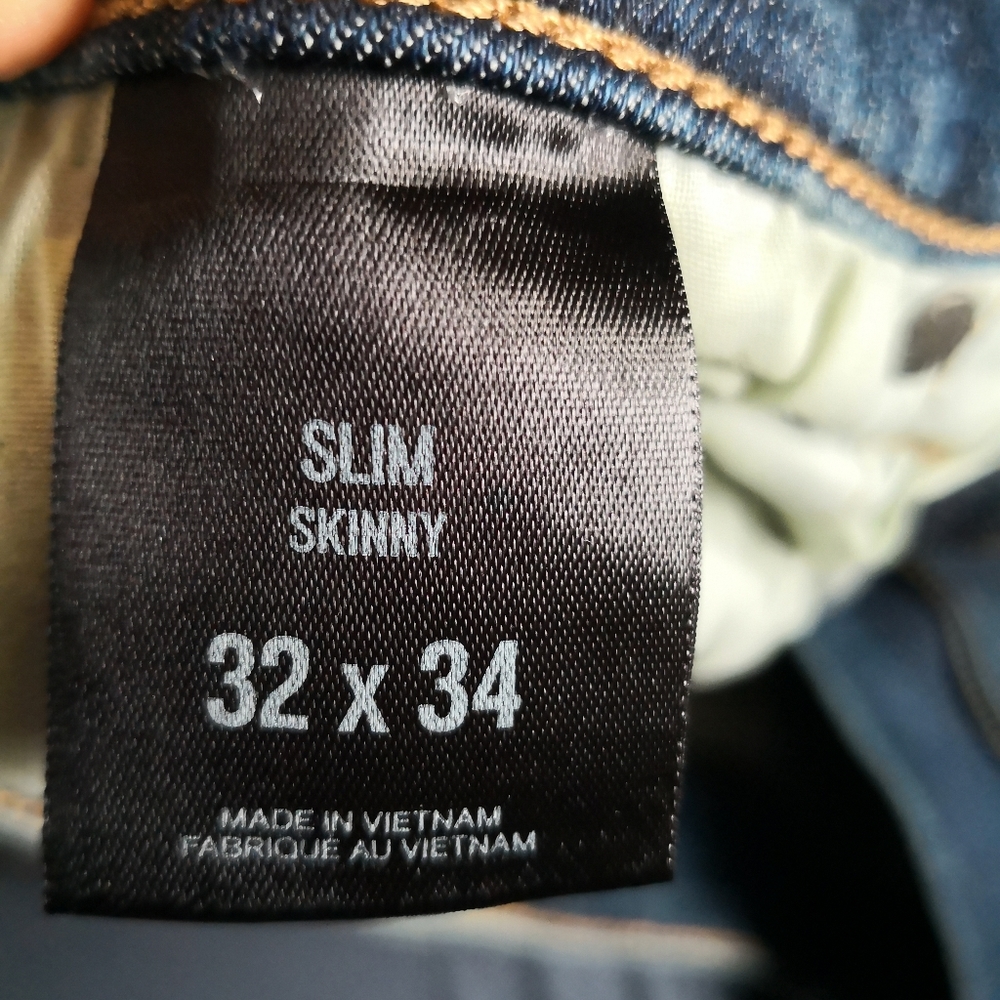 SLIM
SKINNY
32 x 34
MADE IN VIETNAM
FABRIQUE AU VIETNAM